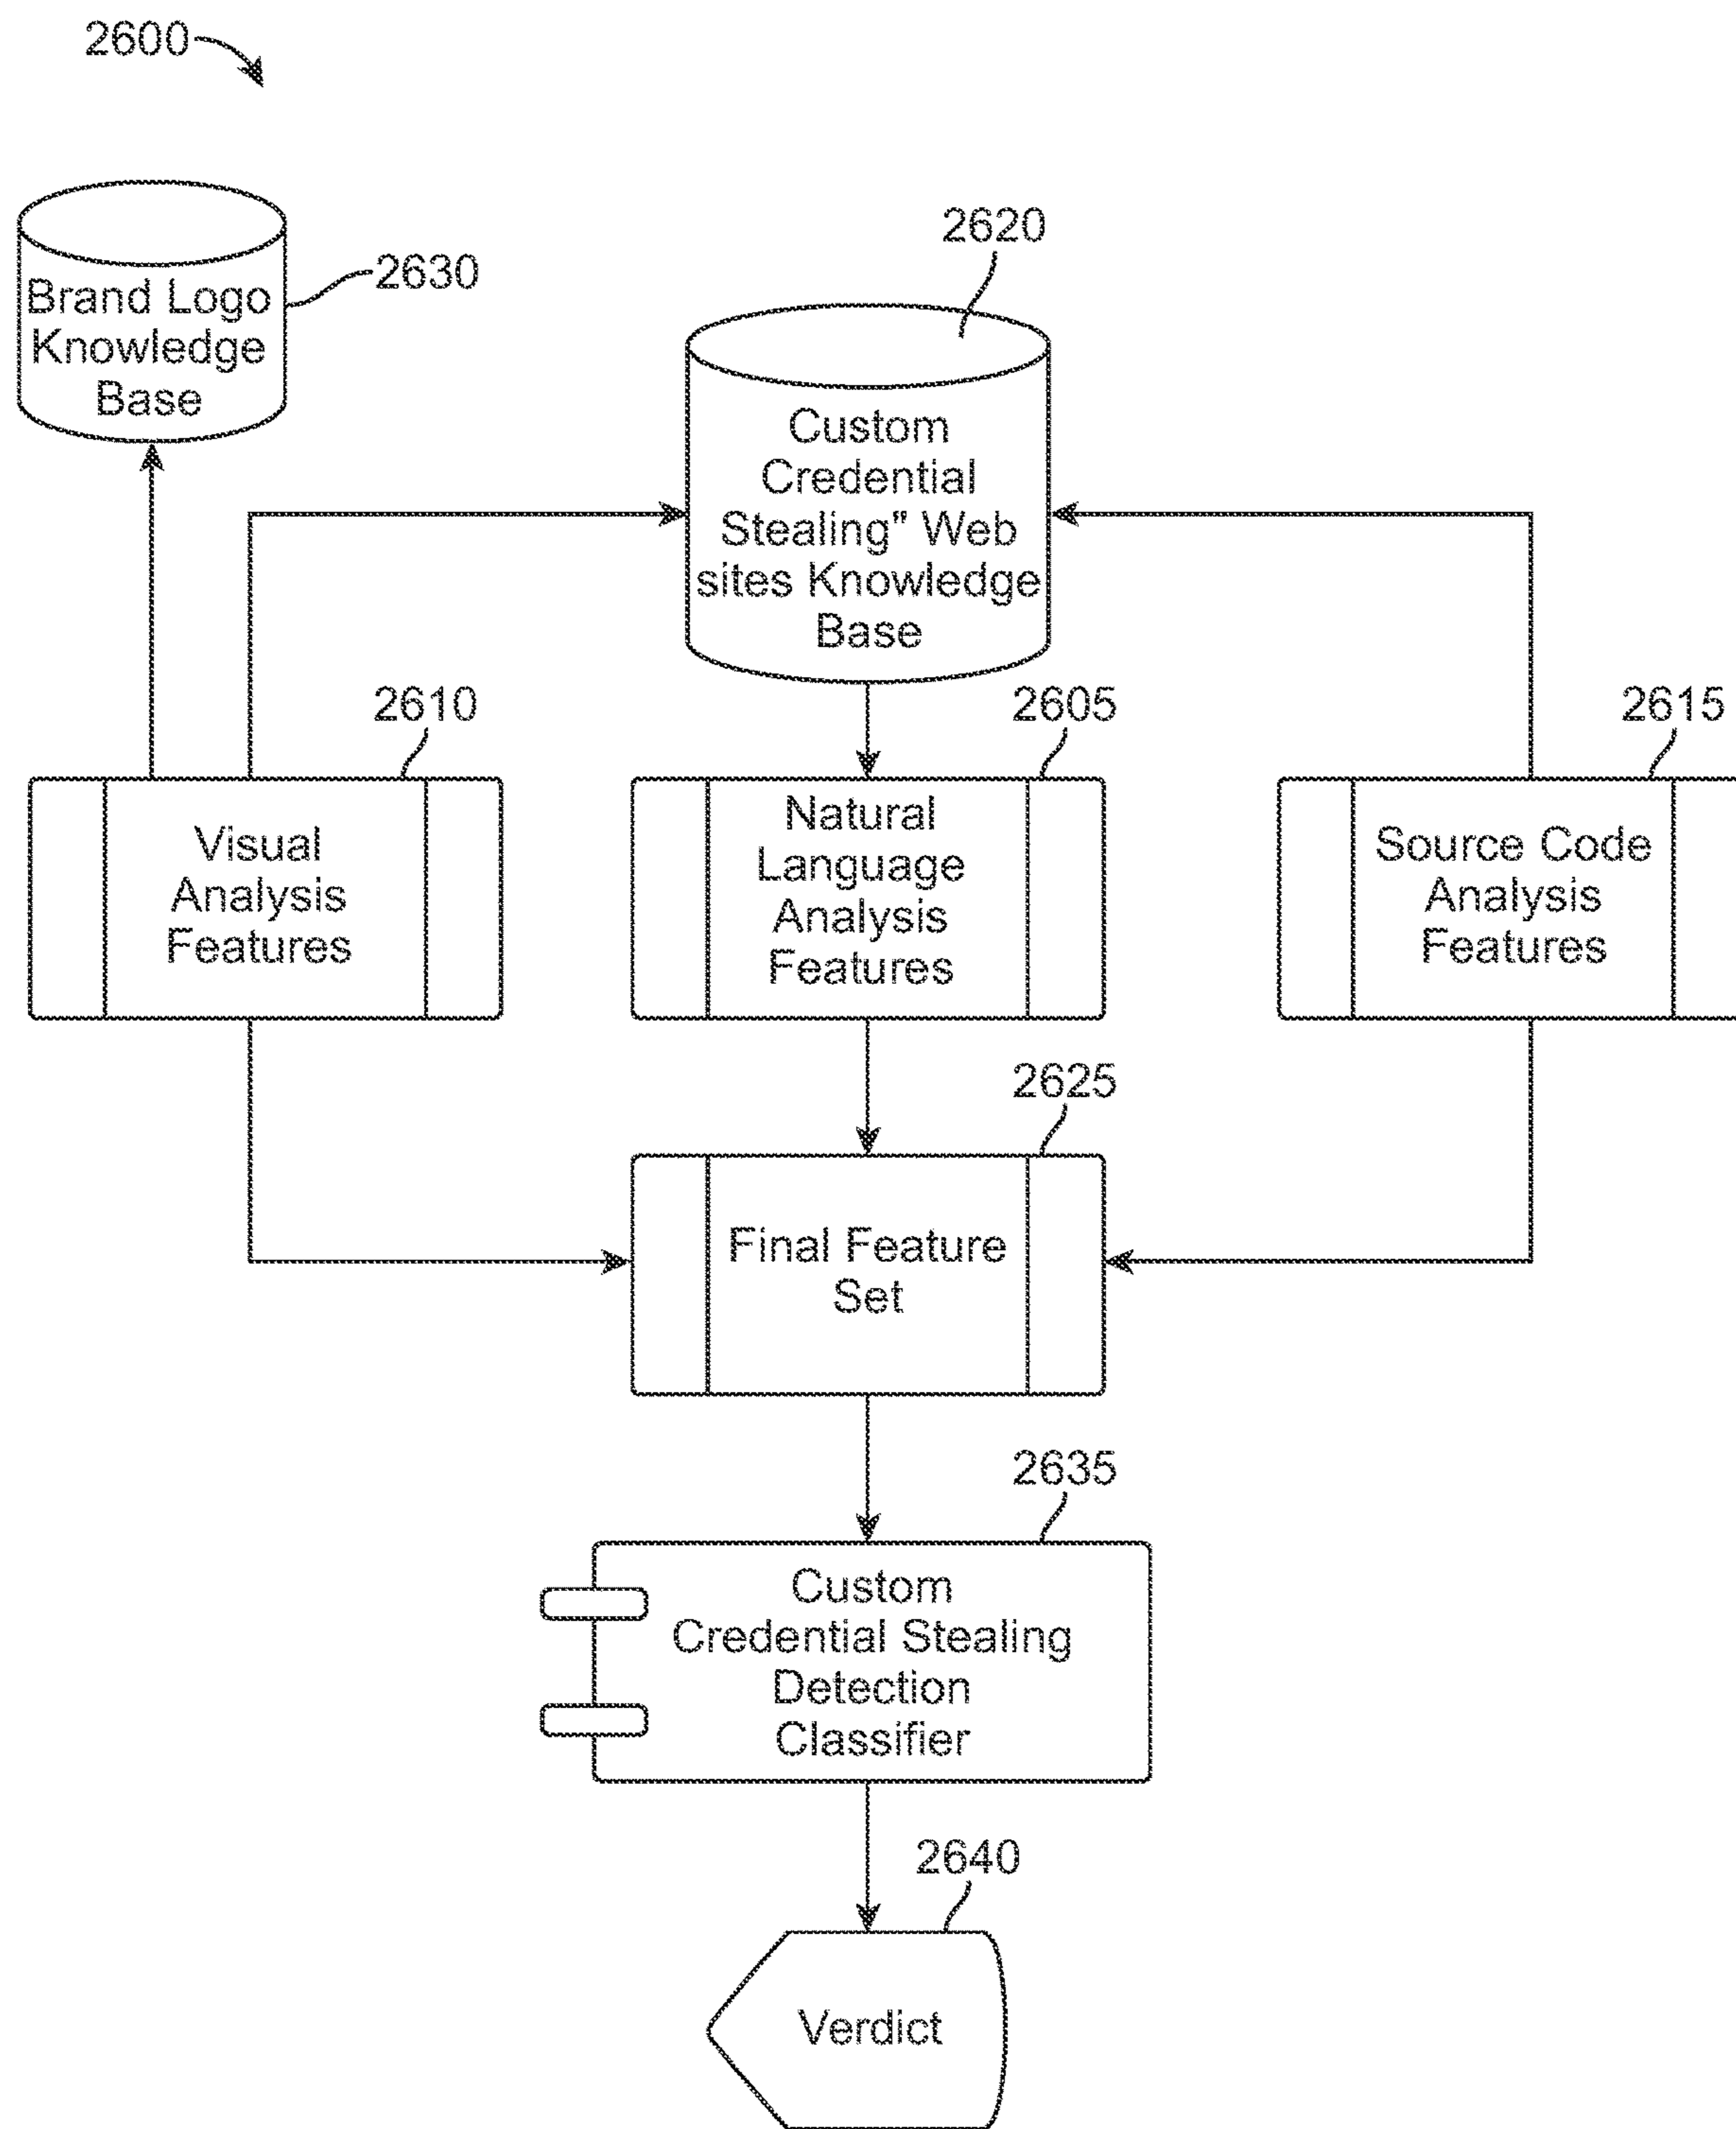 2600
2620
2630
Brand Logo
Knowledge
Base
Custom
Credential
Stealing" Web
sites Knowledge
Base
2610
2605
2615
Visual
Analysis
Features
Natural
Language
Analysis
Features
Source Code
Analysis
Features
2625
Final Feature
Set
2635
Custom
Credential Stealing
Detection
Classifier
2640
Verdict